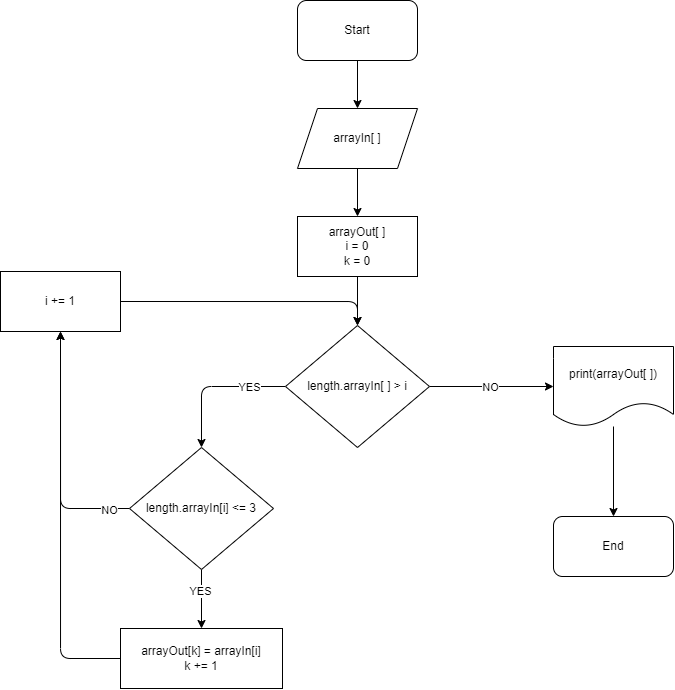 Start
arrayIn[ ]
arrayOut[ ]
i = 0
k = 0
i += 1
length.arrayIn[ ] > i
YES
NO
print(arrayOut[ ])
length.arrayIn[i] <= 3
NO
YES
End
arrayOut[k] = arrayIn[i]
k += 1